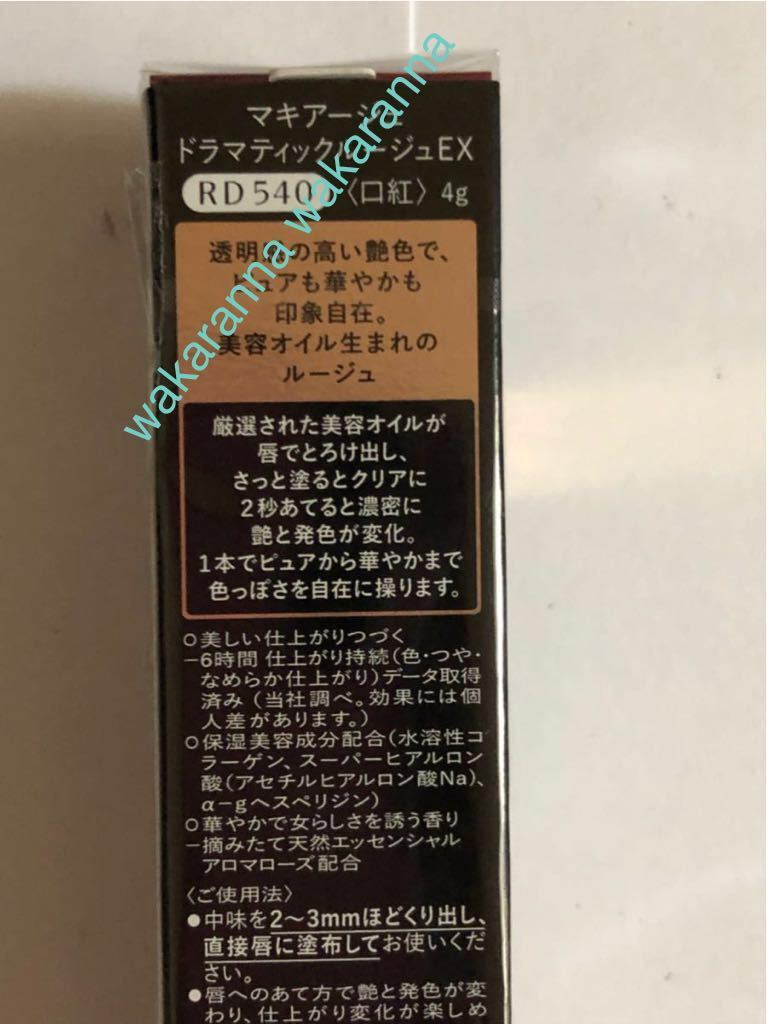 マキアージュ
ドラマティックルージュEX
RD540 〈口紅〉 4g
透明感の高い艶色で、
ピュアも華やかも
印象自在。
美容オイル生まれの
ルージュ
厳選された美容オイルが
唇でとろけ出し、
さっと塗るとクリアに
2秒あてると濃密に
艶と発色が変化。
1本でピュアから華やかまで
色っぽさを自在に操ります。
○美しい仕上がりつづく
−6時間 仕上がり持続(色・つや・
なめらか仕上がり)データ取得
済み(当社調べ。効果には個
人差があります。)
○保湿美容成分配合(水溶性コ
ラーゲン、スーパーヒアルロン
酸(アセチルヒアルロン酸Na)、
α−gヘスペリジン)
○華やかで女らしさを誘う香り
−摘みたて天然エッセンシャル
アロマローズ配合
〈ご使用法〉
●中味を2〜3mmほどくり出し、
直接唇に塗布してお使いくだ
さい。
●唇へのあて方で艶と発色が変
わり、仕上がり変化が楽しめ
wakaranna wakaranna